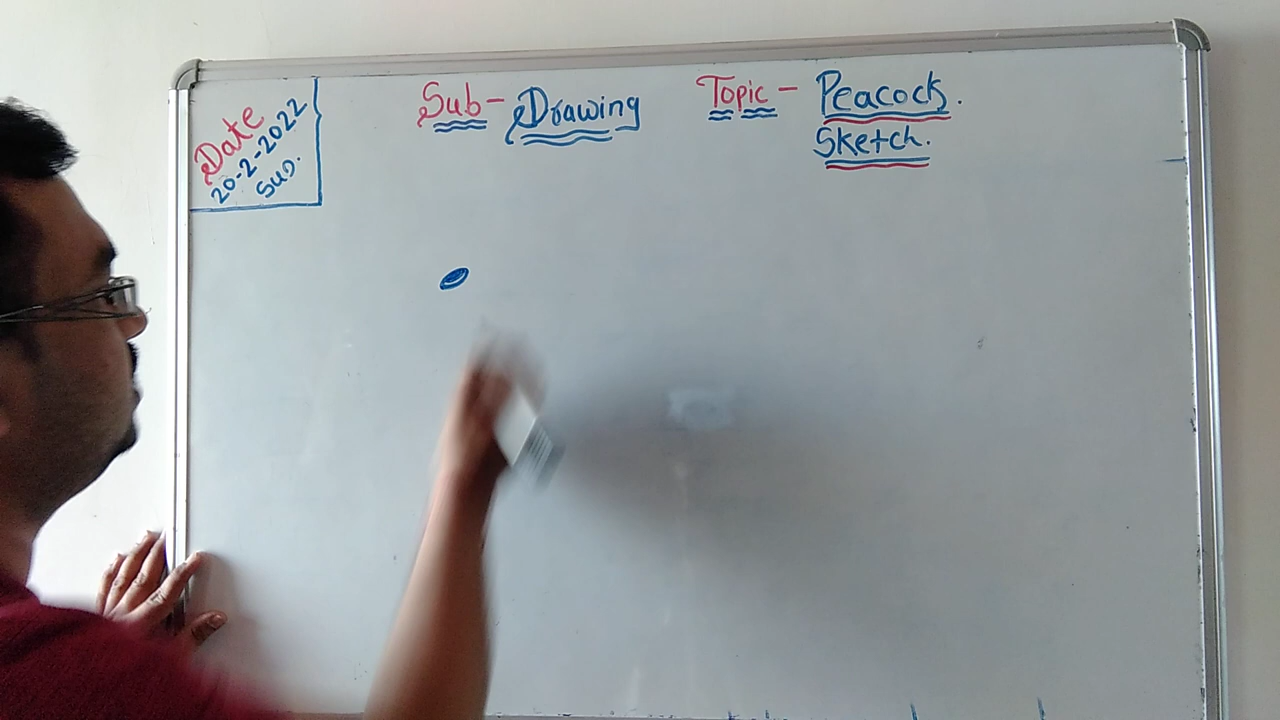 Date
20-2-2022
Sun.
Sub- Drawing
Topic- Peacock.
Sketch.